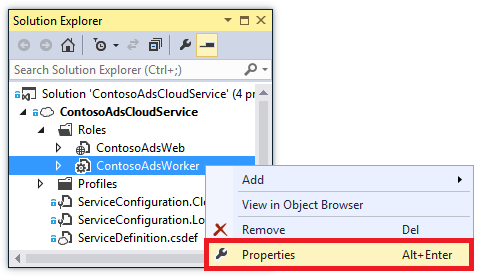 Solution Explorer
Search Solution Explorer (Ctrl+;)
Solution 'ContosoAdsCloudService' (4 pr
ContosoAdsCloudService
Roles
ContosoAdsWeb
ContosoAdsWorker
Profiles
ServiceConfiguration.Cl
ServiceConfiguration.Lo
ServiceDefinition.csdef
Add
View in Object Browser
Remove Del
Properties Alt+Enter